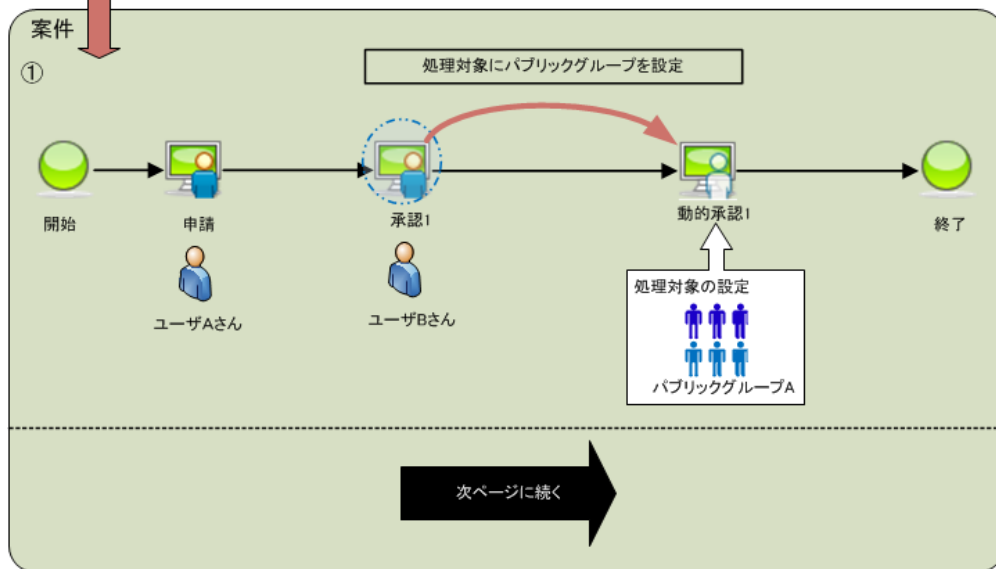 案件
①
処理対象にパブリックグループを設定
開始
申請
承認1
動的承認1
終了
ユーザAさん
ユーザBさん
処理対象の設定
パブリックグループA
次ページに続く